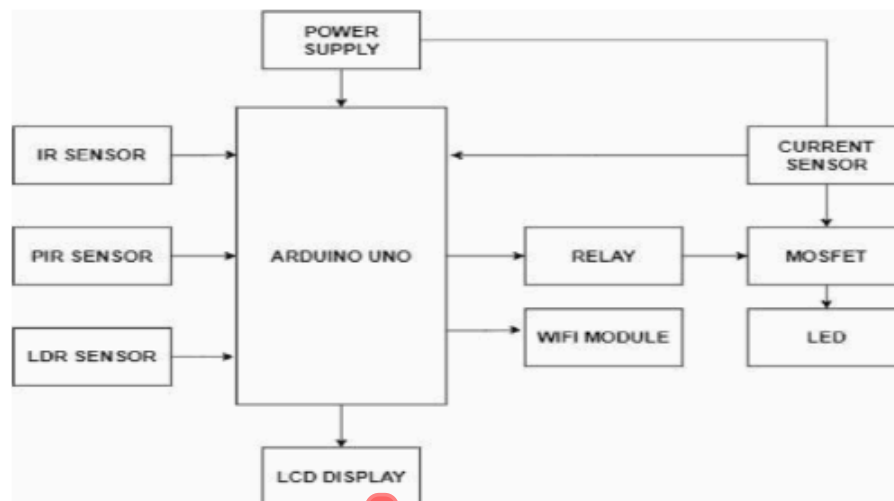 POWER
SUPPLY
IR SENSOR
CURRENT
SENSOR
PIR SENSOR
ARDUINO UNO
RELAY
MOSFET
LDR SENSOR
WIFI MODULE
LED
LCD DISPLAY